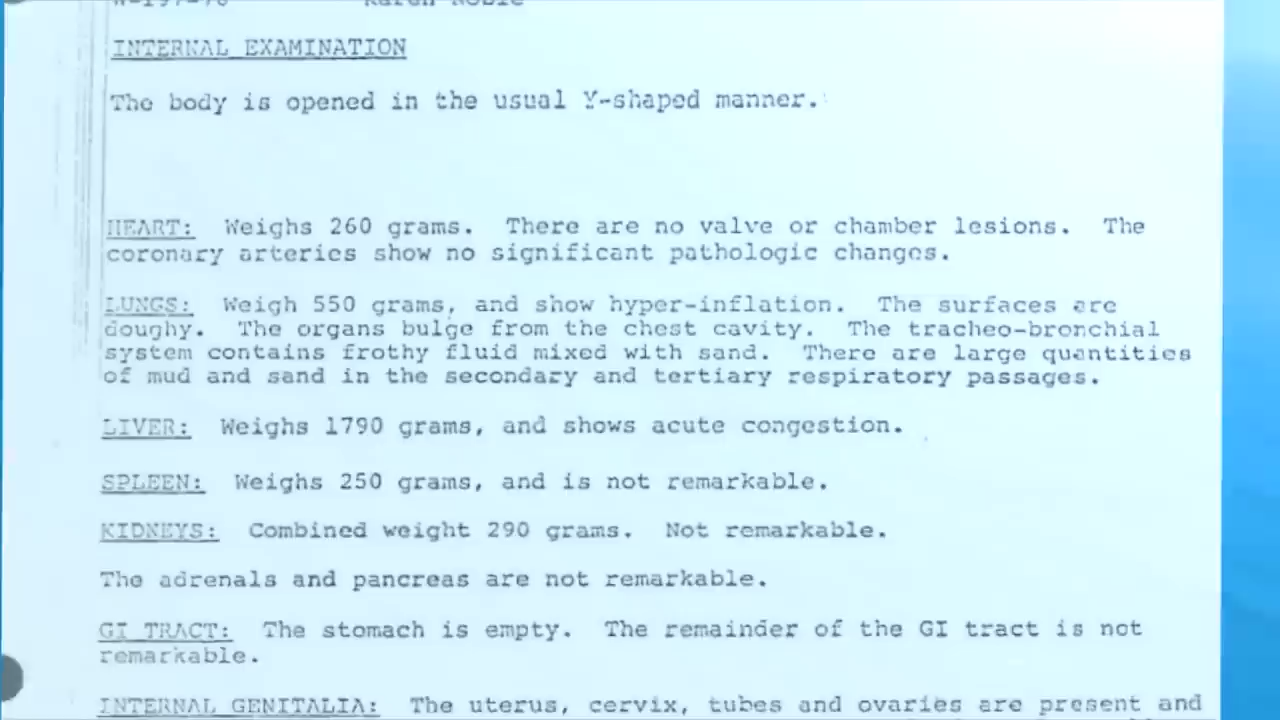 INTERNAL EXAMINATION
The body is opened in the usual Y-shaped manner.
HEART: Weighs 260 grams. There are no valve or chamber lesions. The
coronary arteries show no significant pathologic changes.
LUNGS: Weigh 550 grams, and show hyper-inflation. The surfaces are
doughy. The organs bulge from the chest cavity. The tracheo-bronchial
system contains frothy fluid mixed with sand. There are large quantities
of mud and sand in the secondary and tertiary respiratory passages.
LIVER: Weighs 1790 grams, and shows acute congestion.
SPLEEN: Weighs 250 grams, and is not remarkable.
KIDNEYS: Combined weight 290 grams. Not remarkable.
The adrenals and pancreas are not remarkable.
GI TRACT: The stomach is empty. The remainder of the GI tract is not
remarkable.
INTERNAL GENITALIA: The uterus, cervix, tubes and ovaries are present and